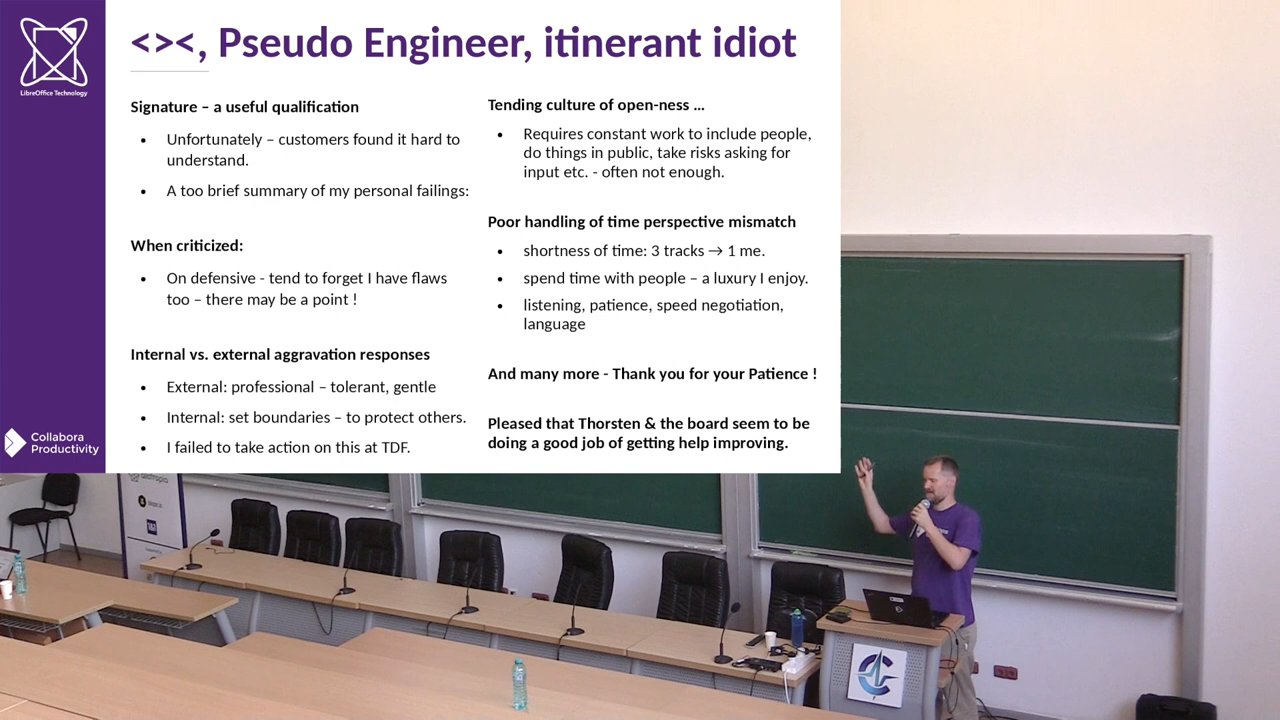 <><, Pseudo Engineer, itinerant idiot
LibreOffice Technology
Signature – a useful qualification
• Unfortunately – customers found it hard to
understand.
• A too brief summary of my personal failings:
When criticized:
• On defensive - tend to forget I have flaws
too – there may be a point !
Internal vs. external aggravation responses
• External: professional – tolerant, gentle
• Internal: set boundaries – to protect others.
• I failed to take action on this at TDF.
Tending culture of open-ness ...
• Requires constant work to include people,
do things in public, take risks asking for
input etc. - often not enough.
Poor handling of time perspective mismatch
• shortness of time: 3 tracks → 1 me.
• spend time with people – a luxury I enjoy.
• listening, patience, speed negotiation,
language
And many more - Thank you for your Patience !
Pleased that Thorsten & the board seem to be
doing a good job of getting help improving.
Collabora
Productivity